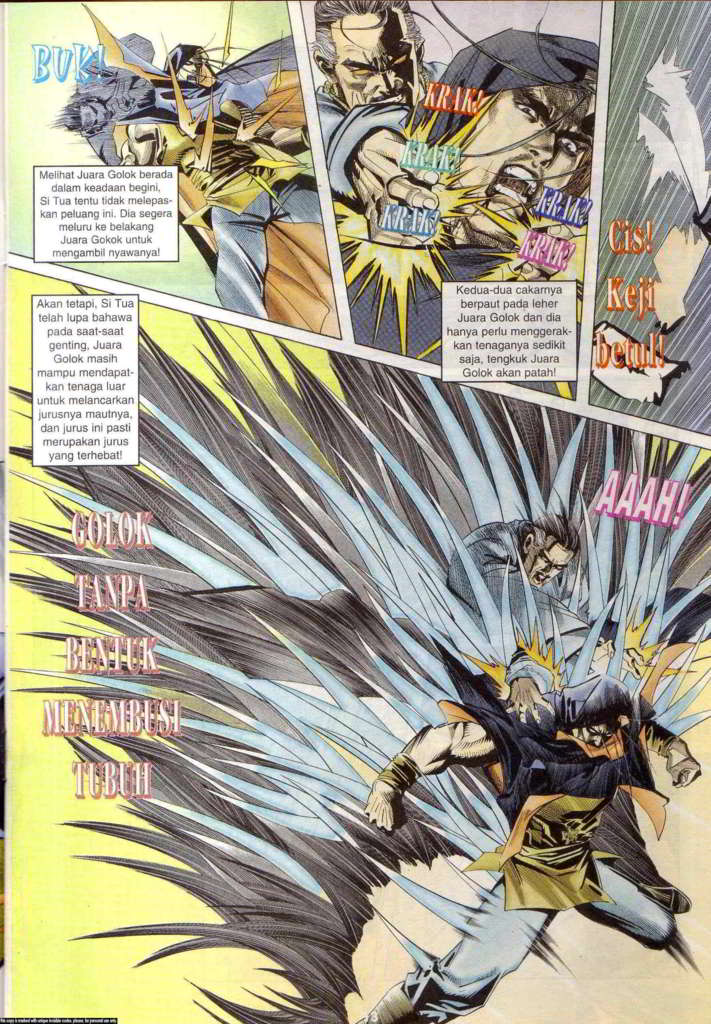 BUK!
Melihat Juara Golok berada
dalam keadaan begini,
Si Tua tentu tidak melepas-
kan peluang ini. Dia segera
meluru ke belakang
Juara Gokok untuk
mengambil nyawanya!
KRAK!
KRAK!
KRAK!
KRAK!
KRAK!
Kedua-dua cakarnya
berpaut pada leher
Juara Golok dan dia
hanya perlu menggerak-
kan tenaganya sedikit
saja, tengkuk Juara
Golok akan patah!
Cis!
Keji
betul!
Akan tetapi, Si Tua
telah lupa bahawa
pada saat-saat
genting, Juara
Golok masih
mampu mendapat-
kan tenaga luar
untuk melancarkan
jurusnya mautnya,
dan jurus ini pasti
merupakan jurus
yang terhebat!
AAAH!
GOLOK
TANPA
BENTUK
MENEMBUSI
TUBUH